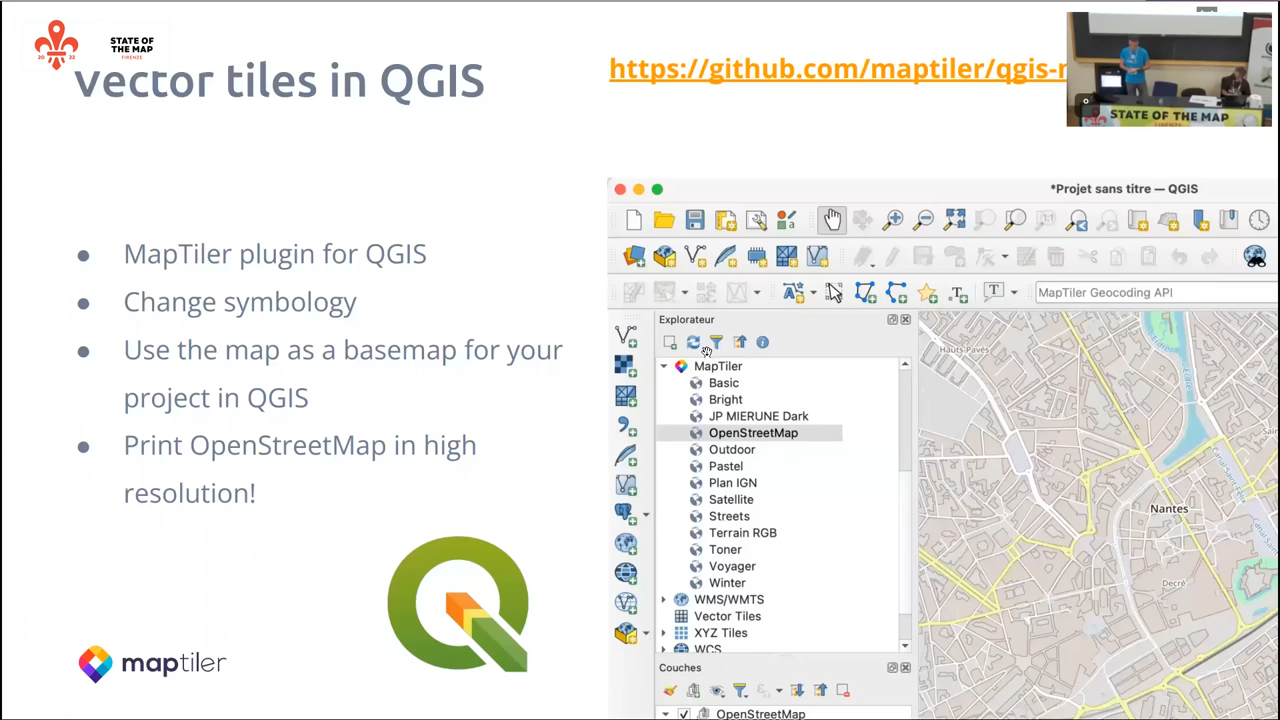 STATE
OF THE MAP
FIRENZE
20 22
vector tiles in QGIS
https://github.com/maptiler/qgis-
STATE OF THE MAP
FIRENZE
MapTiler plugin for QGIS
Change symbology
Use the map as a basemap for your
project in QGIS
Print OpenStreetMap in high
resolution!
maptiler
*Projet sans titre — QGIS
MapTiler Geocoding API
Explorateur
MapTiler
Basic
Bright
JP MIERUNE Dark
OpenStreetMap
Outdoor
Pastel
Plan IGN
Satellite
Streets
Terrain RGB
Toner
Voyager
Winter
WMS/WMTS
Vector Tiles
XYZ Tiles
WCS
Couches
OpenStreetMap
Hauts-Pavés
Nantes
Decré